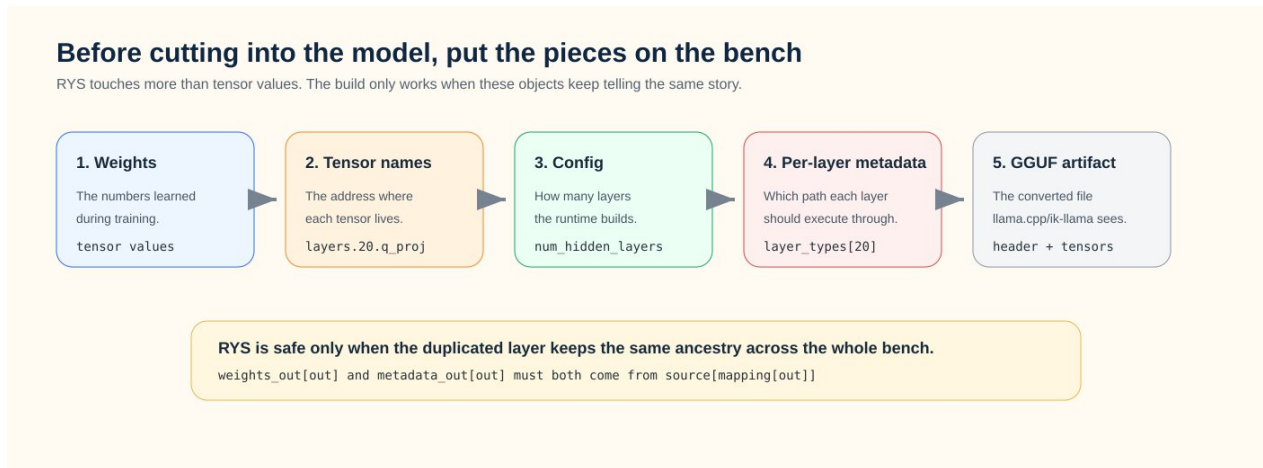 Before cutting into the model, put the pieces on the bench
RYS touches more than tensor values. The build only works when these objects keep telling the same story.
1. Weights
The numbers learned
during training.
tensor values
2. Tensor names
The address where
each tensor lives.
layers.20.q_proj
3. Config
How many layers
the runtime builds.
num_hidden_layers
4. Per-layer metadata
Which path each layer
should execute through.
layer_types[20]
5. GGUF artifact
The converted file
llama.cpp/ik-llama sees.
header + tensors
RYS is safe only when the duplicated layer keeps the same ancestry across the whole bench.
weights_out[out] and metadata_out[out] must both come from source[mapping[out]]